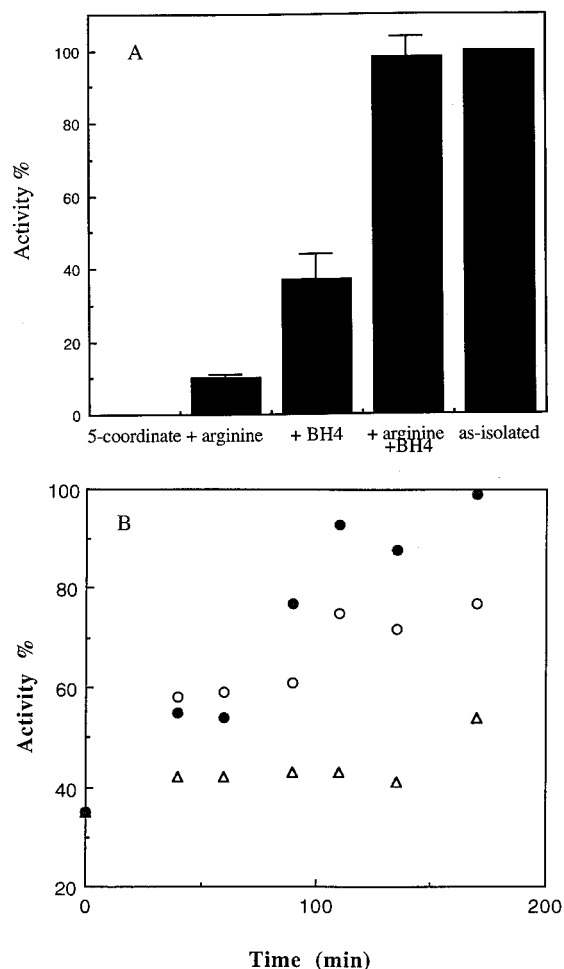 A
100
80
60
40
20
0
Activity %
5-coordinate + arginine + BH4 + arginine +BH4 as-isolated
B
100
80
60
40
20
Activity %
0 100 200
Time (min)